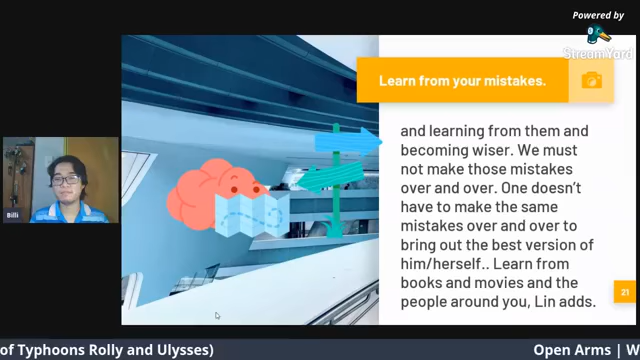 Powered by
StreamYard
Learn from your mistakes.
and learning from them and
becoming wiser. We must
not make those mistakes
over and over. One doesn't
have to make the same
mistakes over and over to
bring out the best version of
him/herself.. Learn from
books and movies and the
people around you, Lin adds.
Billi
21
of Typhoons Rolly and Ulysses)
Open Arms | W